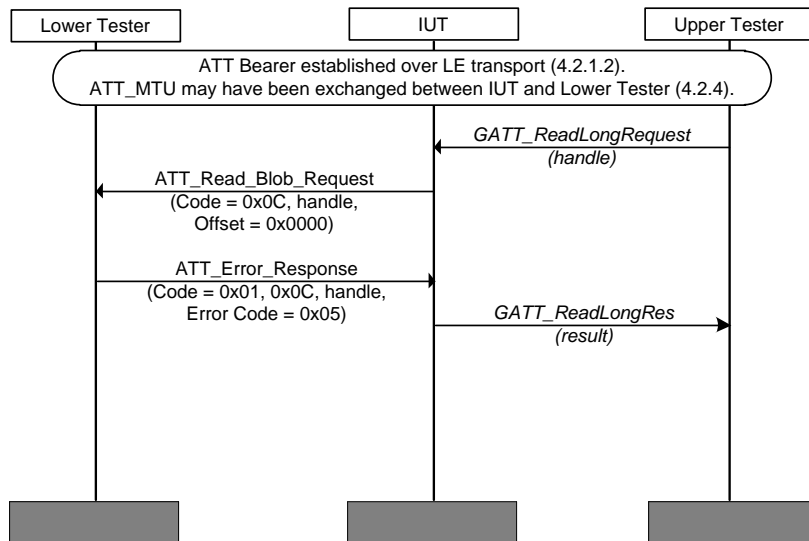 Lower Tester
IUT
Upper Tester
ATT Bearer established over LE transport (4.2.1.2).
ATT_MTU may have been exchanged between IUT and Lower Tester (4.2.4).
GATT_ReadLongRequest
(handle)
ATT_Read_Blob_Request
(Code = 0x0C, handle,
Offset = 0x0000)
ATT_Error_Response
(Code = 0x01, 0x0C, handle,
Error Code = 0x05)
GATT_ReadLongRes
(result)